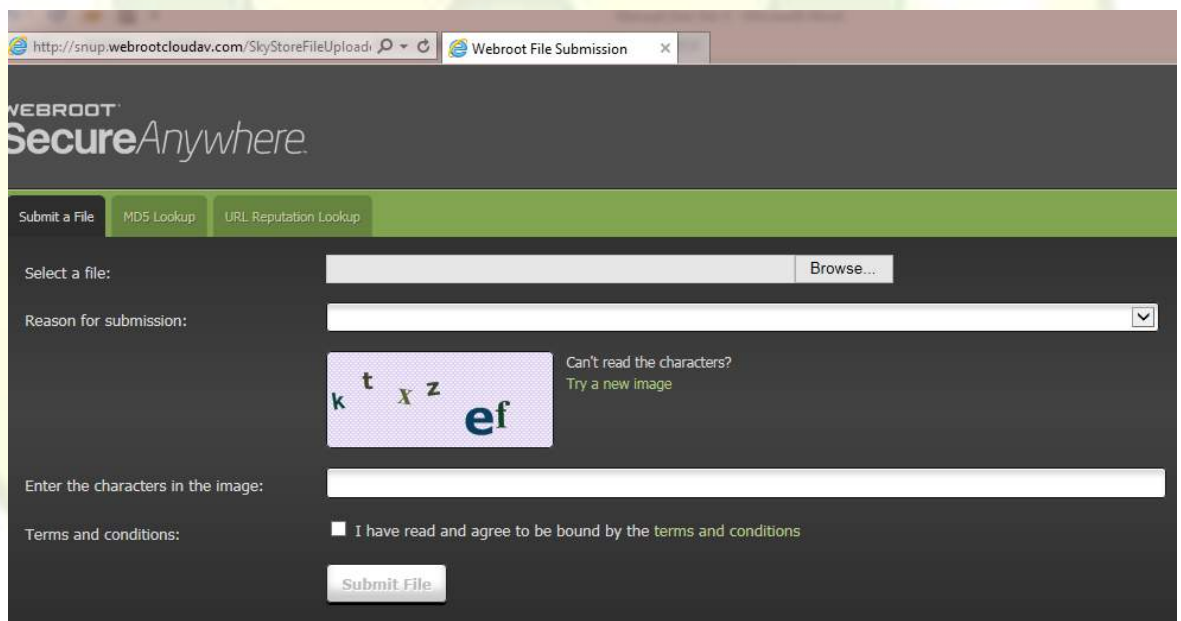 http://snup.webrootcloudav.com/SkyStoreFileUpload
Webroot File Submission
WEBROOT
SecureAnywhere
Submit a File
MD5 Lookup
URL Reputation Lookup
Select a file:
Browse...
Reason for submission:
k t x z ef
Can't read the characters?
Try a new image
Enter the characters in the image:
Terms and conditions:
I have read and agree to be bound by the terms and conditions
Submit File